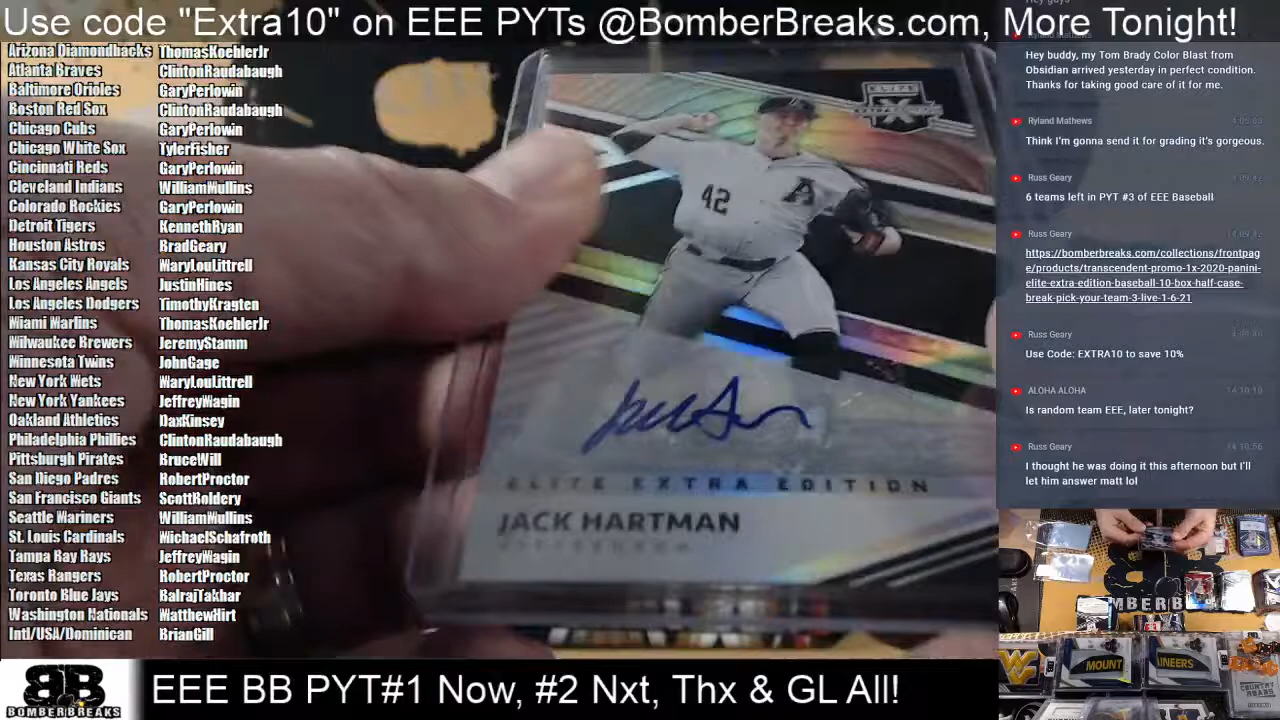 Use code "Extra10" on EEE PYTs @BomberBreaks.com, More Tonight!
Arizona Diamondbacks ThomasKoehlerJr
Atlanta Braves ClintonRaudabaugh
Baltimore Orioles GaryPerlowin
Boston Red Sox ClintonRaudabaugh
Chicago Cubs GaryPerlowin
Chicago White Sox TylerFisher
Cincinnati Reds GaryPerlowin
Cleveland Indians WilliamMullins
Colorado Rockies GaryPerlowin
Detroit Tigers KennethRyan
Houston Astros BradGeary
Kansas City Royals MaryLouLittrell
Los Angeles Angels JustinHines
Los Angeles Dodgers TimothyKragten
Miami Marlins ThomasKoehlerJr
Milwaukee Brewers JeremyStamm
Minnesota Twins JohnGage
New York Mets MaryLouLittrell
New York Yankees JeffreyWagin
Oakland Athletics DaxKinsey
Philadelphia Phillies ClintonRaudabaugh
Pittsburgh Pirates BruceWill
San Diego Padres RobertProctor
San Francisco Giants ScottBoldery
Seattle Mariners WilliamMullins
St. Louis Cardinals MichaelSchafroth
Tampa Ray Rays JeffreyWagin
Texas Rangers RobertProctor
Toronto Blue Jays BalrajTakhar
Washington Nationals MatthewHirt
Intl/USA/Dominican BrianGill
42
A
ELITE EXTRA EDITION
JACK HARTMAN
Hey guys
Ryland Mathews
Hey buddy, my Tom Brady Color Blast from
Obsidian arrived yesterday in perfect condition.
Thanks for taking good care of it for me.
Ryland Mathews
Think I'm gonna send it for grading it's gorgeous.
Russ Geary
6 teams left in PYT #3 of EEE Baseball
Russ Geary
https://bomberbreaks.com/collections/frontpag
e/products/transcendent-promo-1x-2020-panini-
elite-extra-edition-baseball-10-box-half-case-
break-pick-your-team-3-live-1-6-21
Russ Geary
Use Code: EXTRA10 to save 10%
ALOHA ALOHA
Is random team EEE, later tonight?
Russ Geary
I thought he was doing it this afternoon but I'll
let him answer matt lol
MOUNT
AINEERS
BB
BOMBERBREAKS
EEE BB PYT#1 Now, #2 Nxt, Thx & GL All!